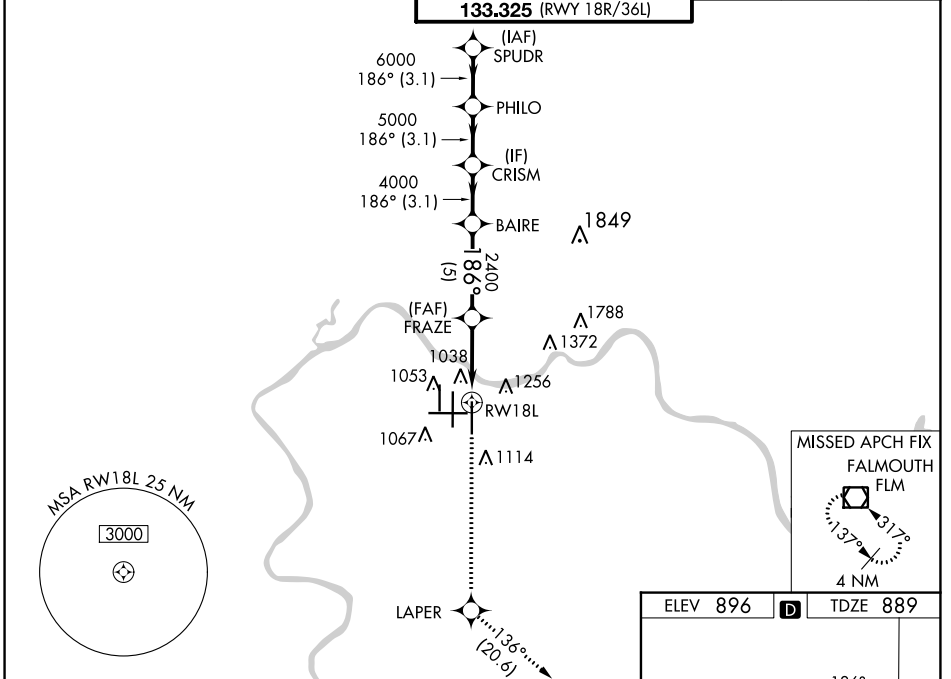 133.325 (RWY 18R/36L)
(IAF)
SPUDR
6000
186° (3.1)
PHILO
5000
186° (3.1)
(IF)
CRISM
4000
186° (3.1)
BAIRE
1849
2400
186°
(5)
(FAF)
FRAZE
1788
1372
1038
1053
1256
RW18L
1067
1114
MISSED APCH FIX
FALMOUTH
FLM
317°
137°
4 NM
MSA RW18L 25 NM
3000
LAPER
136°
(20.6)
ELEV 896 D TDZE 889